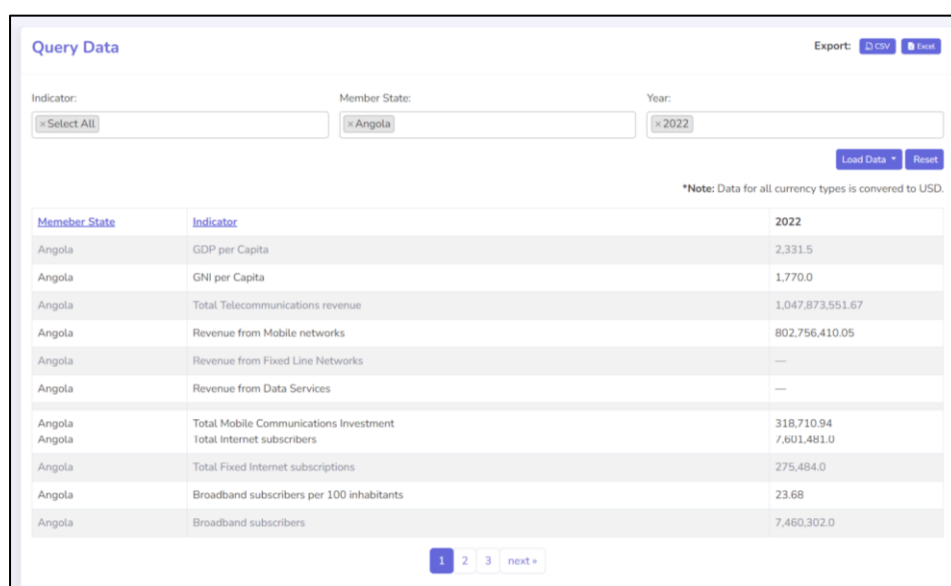 Query Data Export: CSV Excel
Indicator: Member State: Year:
×Select All ×Angola ×2022
Load Data Reset
*Note: Data for all currency types is convered to USD.
Memeber State Indicator 2022
Angola GDP per Capita 2,331.5
Angola GNI per Capita 1,770.0
Angola Total Telecommunications revenue 1,047,873,551.67
Angola Revenue from Mobile networks 802,756,410.05
Angola Revenue from Fixed Line Networks —
Angola Revenue from Data Services —
Angola Total Mobile Communications Investment 318,710.94
Angola Total Internet subscribers 7,601,481.0
Angola Total Fixed Internet subscriptions 275,484.0
Angola Broadband subscribers per 100 inhabitants 23.68
Angola Broadband subscribers 7,460,302.0
1 2 3 next »